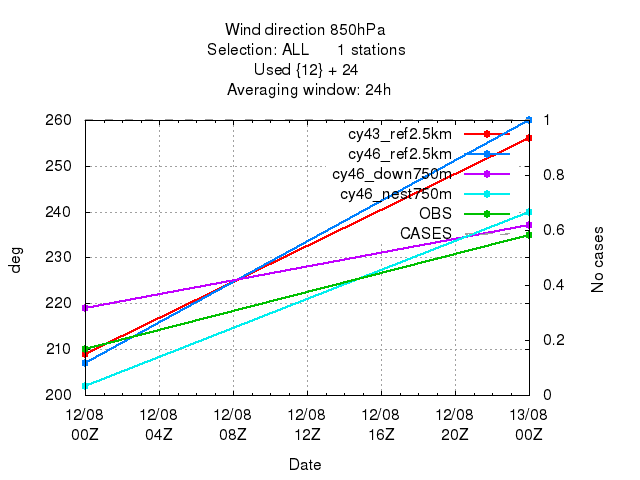 Wind direction 850hPa
Selection: ALL 1 stations
Used {12} + 24
Averaging window: 24h
260
250
240
230
220
210
200
deg
1
0.8
0.6
0.4
0.2
0
No cases
cy43_ref2.5km
cy46_ref2.5km
cy46_down750m
cy46_nest750m
OBS
CASES
12/08 12/08 12/08 12/08 12/08 12/08 13/08
00Z 04Z 08Z 12Z 16Z 20Z 00Z
Date